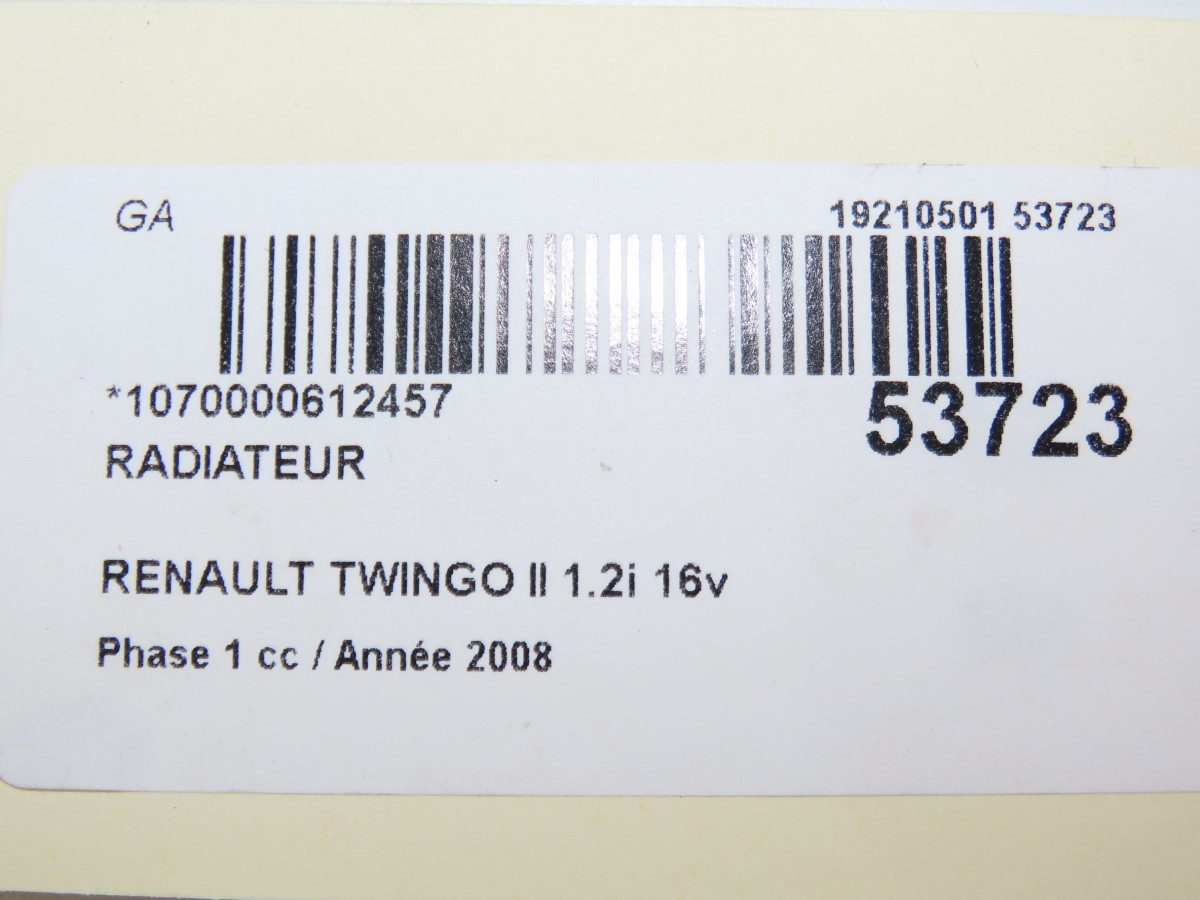 GA 19210501 53723
*1070000612457 53723
RADIATEUR
RENAULT TWINGO II 1.2i 16v
Phase 1 cc / Année 2008